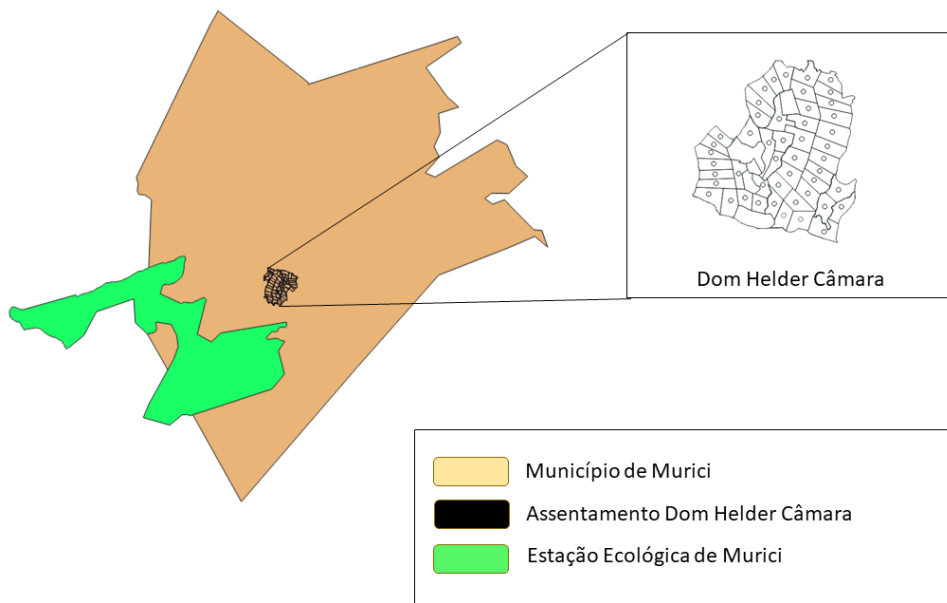 Dom Helder Câmara
Município de Murici
Assentamento Dom Helder Câmara
Estação Ecológica de Murici